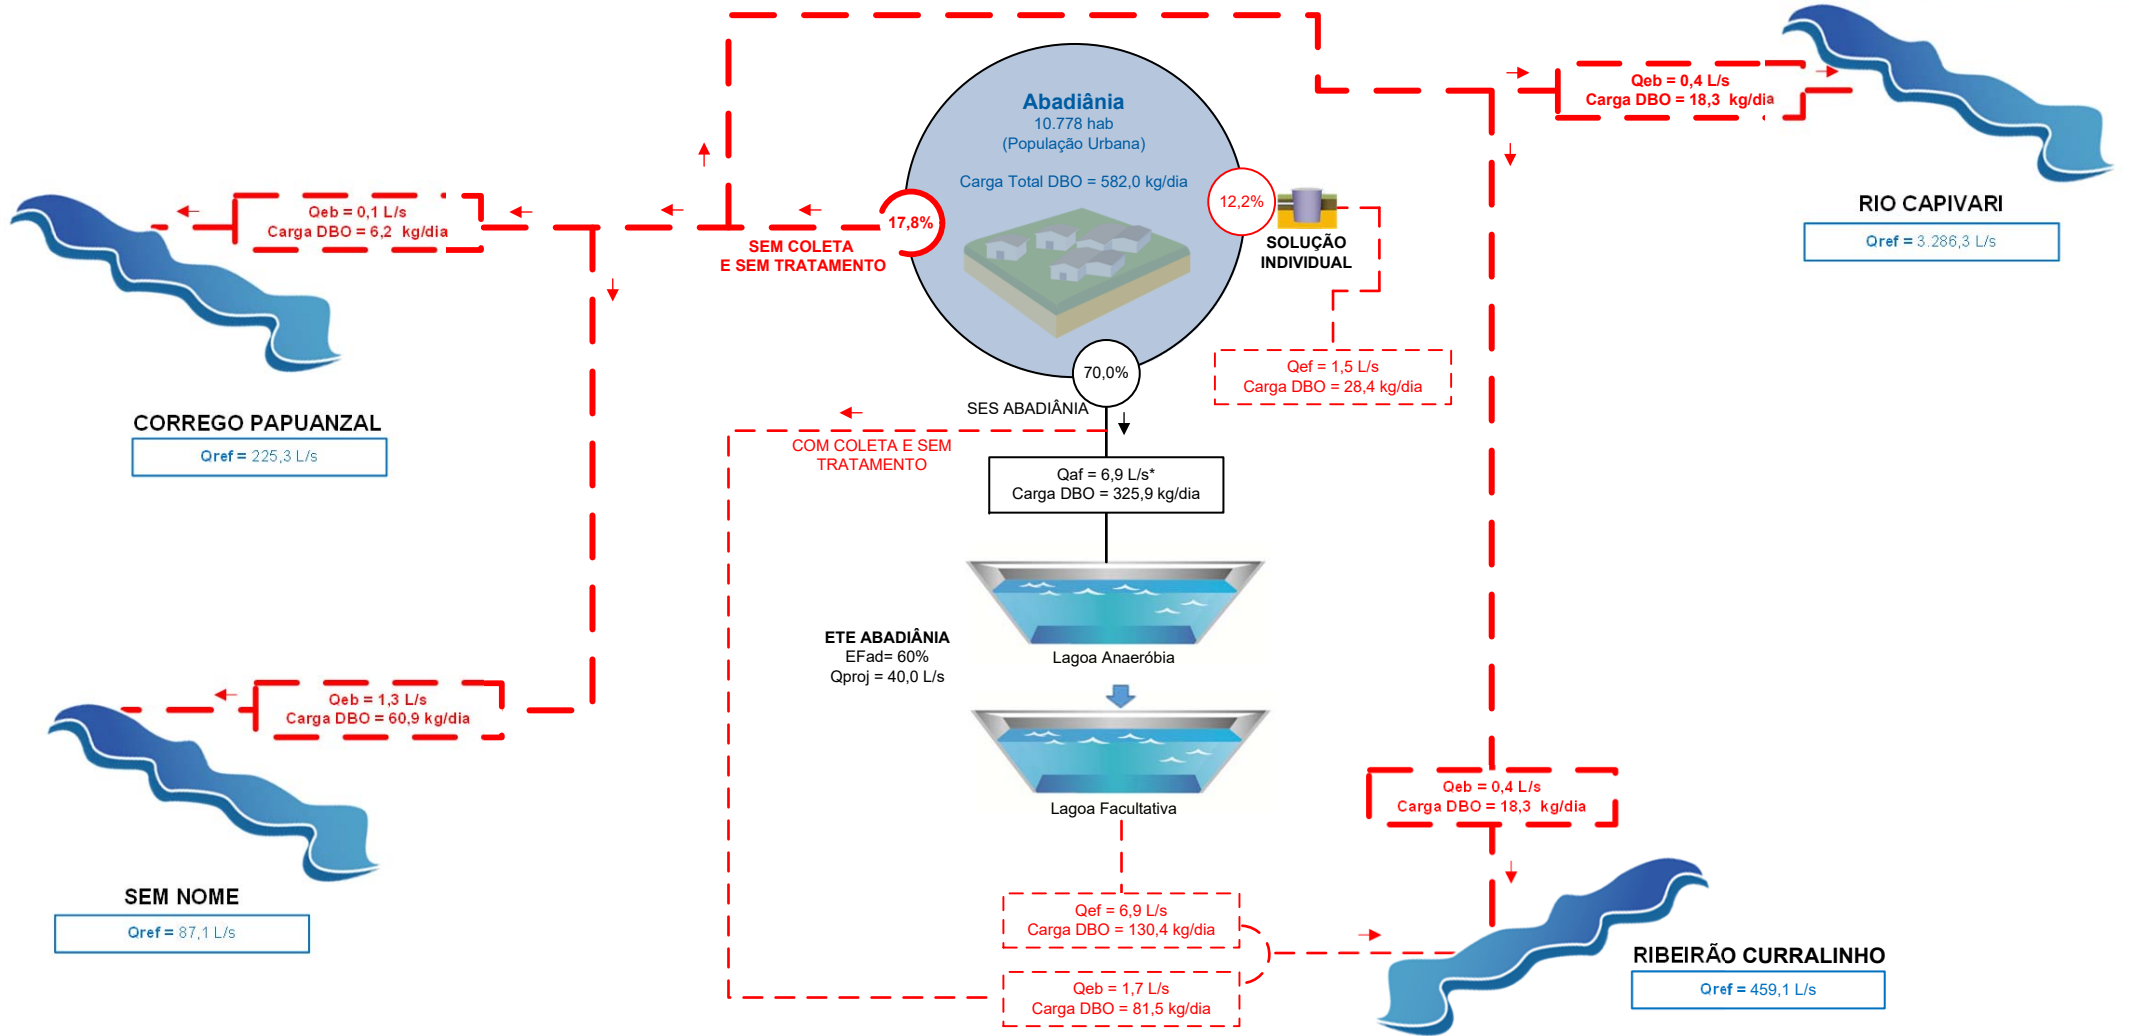 Abadiânia
10.778 hab
(População Urbana)
Carga Total DBO = 582,0 kg/dia
17,8%
SEM COLETA
E SEM TRATAMENTO
12,2%
SOLUÇÃO
INDIVIDUAL
Qef = 1,5 L/s
Carga DBO = 28,4 kg/dia
70,0%
SES ABADIÂNIA
COM COLETA E SEM
TRATAMENTO
Qaf = 6,9 L/s*
Carga DBO = 325,9 kg/dia
Lagoa Anaeróbia
ETE ABADIÂNIA
EFad= 60%
Qproj = 40,0 L/s
Lagoa Facultativa
Qef = 6,9 L/s
Carga DBO = 130,4 kg/dia
Qeb = 1,7 L/s
Carga DBO = 81,5 kg/dia
Qeb = 0,1 L/s
Carga DBO = 6,2 kg/dia
CORREGO PAPUANZAL
Qref = 225,3 L/s
Qeb = 1,3 L/s
Carga DBO = 60,9 kg/dia
SEM NOME
Qref = 87,1 L/s
Qeb = 0,4 L/s
Carga DBO = 18,3 kg/dia
RIO CAPIVARI
Qref = 3.286,3 L/s
Qeb = 0,4 L/s
Carga DBO = 18,3 kg/dia
RIBEIRÃO CURRALINHO
Qref = 459,1 L/s